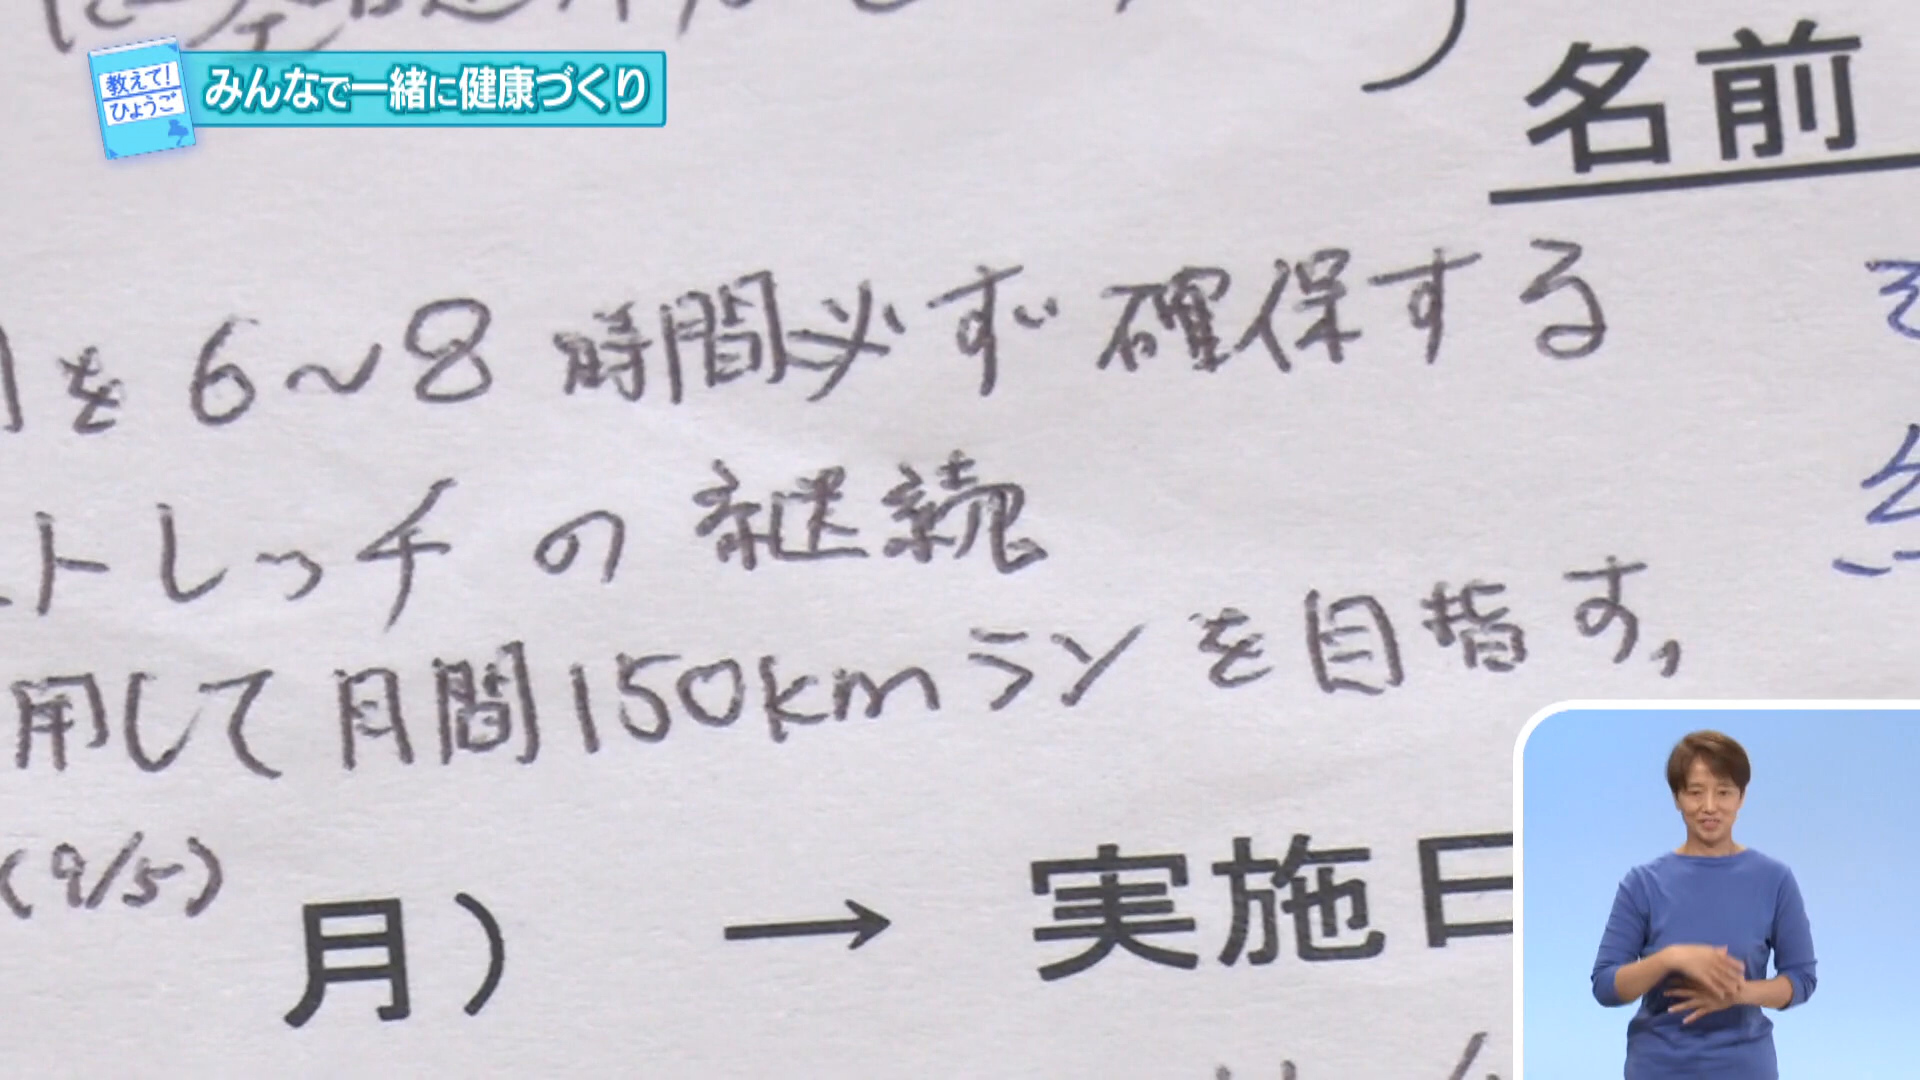 教えて!
ひょうご
みんなで一緒に健康づくり
名前
を6~8時間必ず確保する
ストレッチの継続
用して月間150kmランを目指す,
(9/5)
月) → 実施日